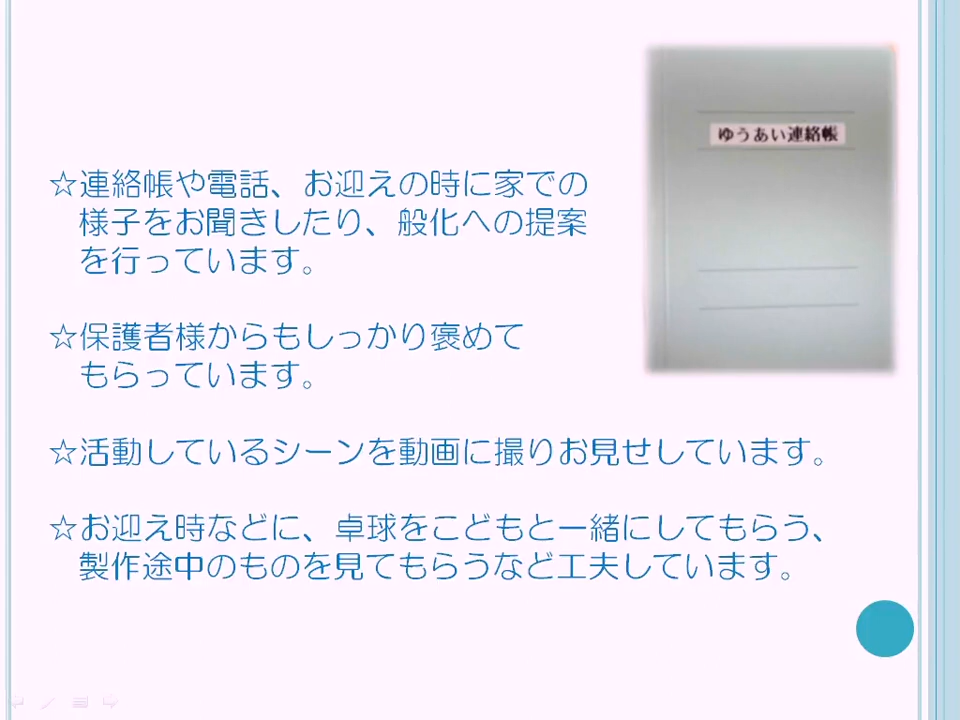 ゆうあい連絡帳
☆連絡帳や電話、お迎えの時に家での
様子をお聞きしたり、般化への提案
を行っています。
☆保護者様からもしっかり褒めて
もらっています。
☆活動しているシーンを動画に撮りお見せしています。
☆お迎え時などに、卓球をこどもと一緒にしてもらう、
製作途中のものを見てもらうなど工夫しています。